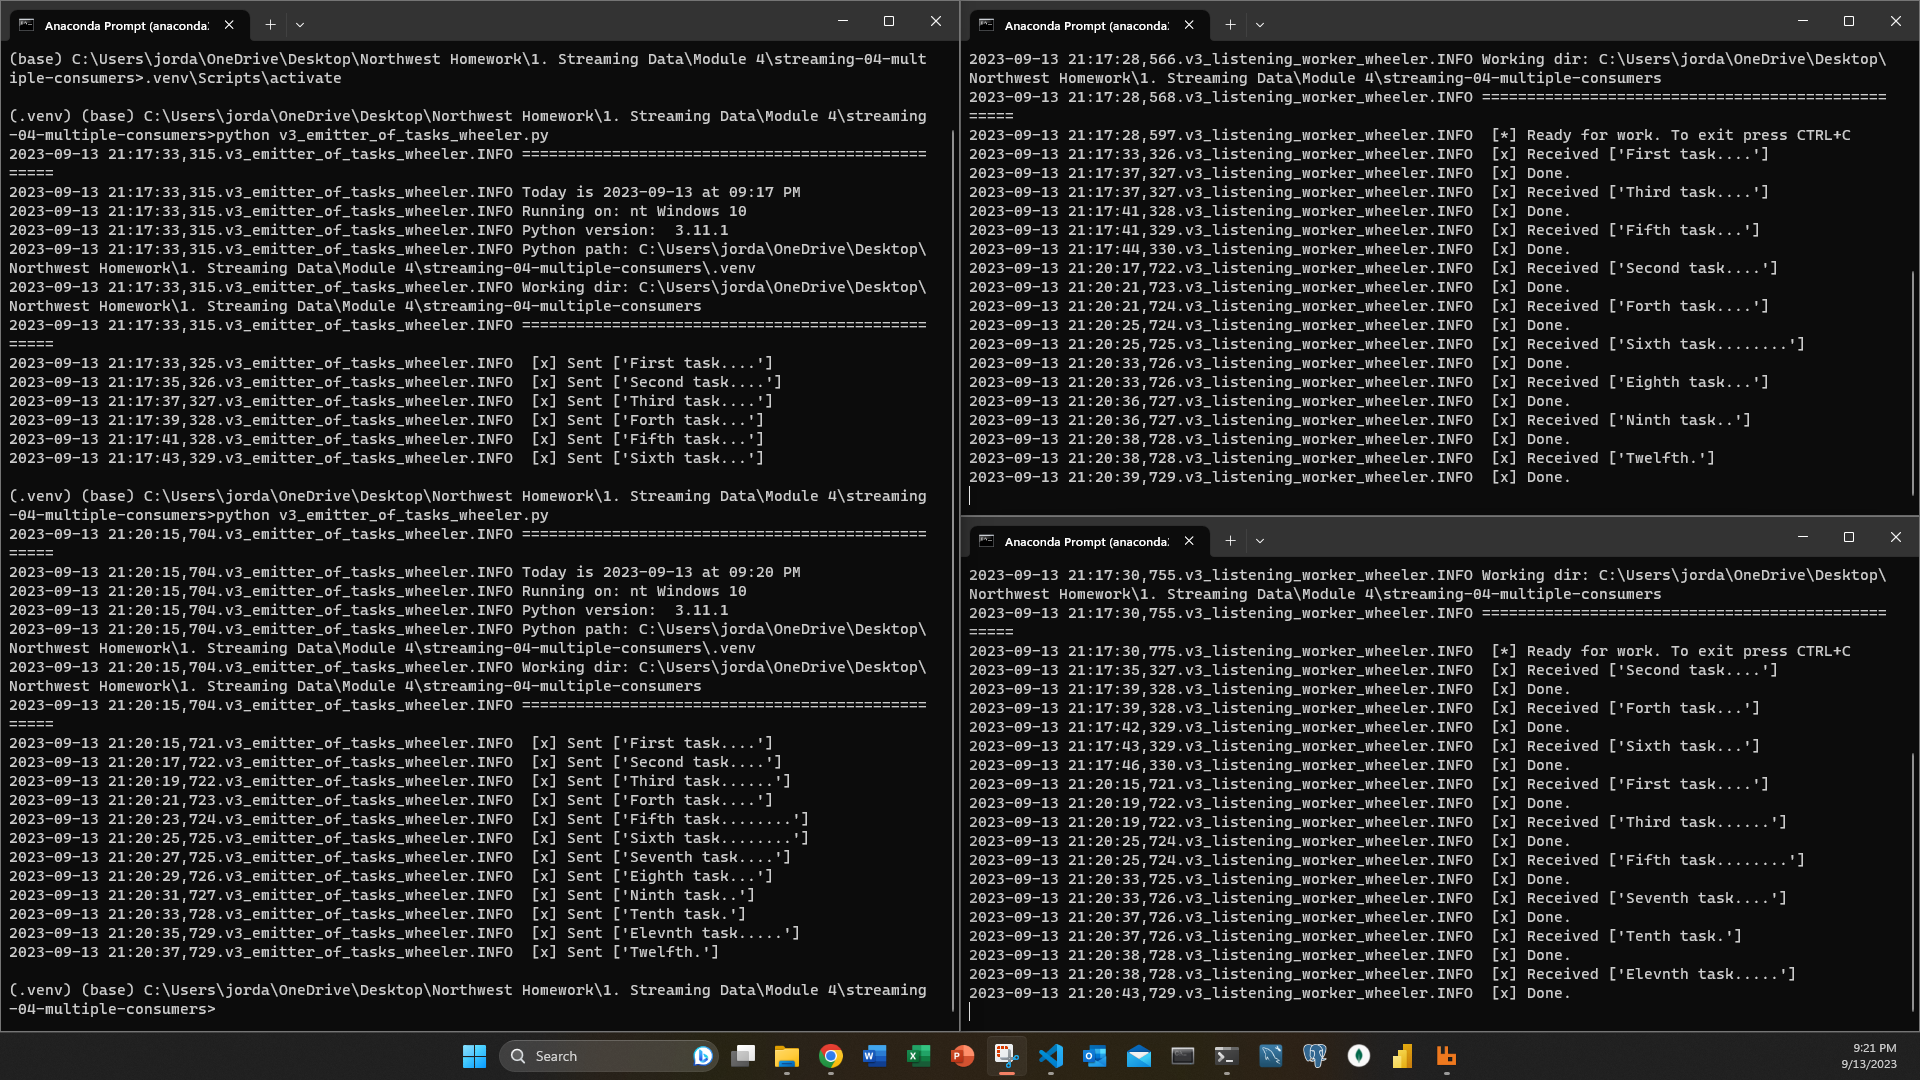 Anaconda Prompt (anaconda:
(base) C:\Users\jorda\OneDrive\Desktop\Northwest Homework\1. Streaming Data\Module 4\streaming-04-mult
iple-consumers>.venv\Scripts\activate
(.venv) (base) C:\Users\jorda\OneDrive\Desktop\Northwest Homework\1. Streaming Data\Module 4\streaming
-04-multiple-consumers>python v3_emitter_of_tasks_wheeler.py
2023-09-13 21:17:33,315.v3_emitter_of_tasks_wheeler.INFO =============================================
=====
2023-09-13 21:17:33,315.v3_emitter_of_tasks_wheeler.INFO Today is 2023-09-13 at 09:17 PM
2023-09-13 21:17:33,315.v3_emitter_of_tasks_wheeler.INFO Running on: nt Windows 10
2023-09-13 21:17:33,315.v3_emitter_of_tasks_wheeler.INFO Python version:  3.11.1
2023-09-13 21:17:33,315.v3_emitter_of_tasks_wheeler.INFO Python path: C:\Users\jorda\OneDrive\Desktop\
Northwest Homework\1. Streaming Data\Module 4\streaming-04-multiple-consumers\.venv
2023-09-13 21:17:33,315.v3_emitter_of_tasks_wheeler.INFO Working dir: C:\Users\jorda\OneDrive\Desktop\
Northwest Homework\1. Streaming Data\Module 4\streaming-04-multiple-consumers
2023-09-13 21:17:33,315.v3_emitter_of_tasks_wheeler.INFO =============================================
=====
2023-09-13 21:17:33,325.v3_emitter_of_tasks_wheeler.INFO  [x] Sent ['First task....']
2023-09-13 21:17:35,326.v3_emitter_of_tasks_wheeler.INFO  [x] Sent ['Second task....']
2023-09-13 21:17:37,327.v3_emitter_of_tasks_wheeler.INFO  [x] Sent ['Third task....']
2023-09-13 21:17:39,328.v3_emitter_of_tasks_wheeler.INFO  [x] Sent ['Forth task...']
2023-09-13 21:17:41,328.v3_emitter_of_tasks_wheeler.INFO  [x] Sent ['Fifth task...']
2023-09-13 21:17:43,329.v3_emitter_of_tasks_wheeler.INFO  [x] Sent ['Sixth task...']
(.venv) (base) C:\Users\jorda\OneDrive\Desktop\Northwest Homework\1. Streaming Data\Module 4\streaming
-04-multiple-consumers>python v3_emitter_of_tasks_wheeler.py
2023-09-13 21:20:15,704.v3_emitter_of_tasks_wheeler.INFO =============================================
=====
2023-09-13 21:20:15,704.v3_emitter_of_tasks_wheeler.INFO Today is 2023-09-13 at 09:20 PM
2023-09-13 21:20:15,704.v3_emitter_of_tasks_wheeler.INFO Running on: nt Windows 10
2023-09-13 21:20:15,704.v3_emitter_of_tasks_wheeler.INFO Python version:  3.11.1
2023-09-13 21:20:15,704.v3_emitter_of_tasks_wheeler.INFO Python path: C:\Users\jorda\OneDrive\Desktop\
Northwest Homework\1. Streaming Data\Module 4\streaming-04-multiple-consumers\.venv
2023-09-13 21:20:15,704.v3_emitter_of_tasks_wheeler.INFO Working dir: C:\Users\jorda\OneDrive\Desktop\
Northwest Homework\1. Streaming Data\Module 4\streaming-04-multiple-consumers
2023-09-13 21:20:15,704.v3_emitter_of_tasks_wheeler.INFO =============================================
=====
2023-09-13 21:20:15,721.v3_emitter_of_tasks_wheeler.INFO  [x] Sent ['First task....']
2023-09-13 21:20:17,722.v3_emitter_of_tasks_wheeler.INFO  [x] Sent ['Second task....']
2023-09-13 21:20:19,722.v3_emitter_of_tasks_wheeler.INFO  [x] Sent ['Third task......']
2023-09-13 21:20:21,723.v3_emitter_of_tasks_wheeler.INFO  [x] Sent ['Forth task....']
2023-09-13 21:20:23,724.v3_emitter_of_tasks_wheeler.INFO  [x] Sent ['Fifth task........']
2023-09-13 21:20:25,725.v3_emitter_of_tasks_wheeler.INFO  [x] Sent ['Sixth task........']
2023-09-13 21:20:27,725.v3_emitter_of_tasks_wheeler.INFO  [x] Sent ['Seventh task....']
2023-09-13 21:20:29,726.v3_emitter_of_tasks_wheeler.INFO  [x] Sent ['Eighth task...']
2023-09-13 21:20:31,727.v3_emitter_of_tasks_wheeler.INFO  [x] Sent ['Ninth task..']
2023-09-13 21:20:33,728.v3_emitter_of_tasks_wheeler.INFO  [x] Sent ['Tenth task.']
2023-09-13 21:20:35,729.v3_emitter_of_tasks_wheeler.INFO  [x] Sent ['Elevnth task.....']
2023-09-13 21:20:37,729.v3_emitter_of_tasks_wheeler.INFO  [x] Sent ['Twelfth.']
(.venv) (base) C:\Users\jorda\OneDrive\Desktop\Northwest Homework\1. Streaming Data\Module 4\streaming
-04-multiple-consumers>
Anaconda Prompt (anaconda:
2023-09-13 21:17:28,566.v3_listening_worker_wheeler.INFO Working dir: C:\Users\jorda\OneDrive\Desktop\
Northwest Homework\1. Streaming Data\Module 4\streaming-04-multiple-consumers
2023-09-13 21:17:28,568.v3_listening_worker_wheeler.INFO =============================================
=====
2023-09-13 21:17:28,597.v3_listening_worker_wheeler.INFO  [*] Ready for work. To exit press CTRL+C
2023-09-13 21:17:33,326.v3_listening_worker_wheeler.INFO  [x] Received ['First task....']
2023-09-13 21:17:37,327.v3_listening_worker_wheeler.INFO  [x] Done.
2023-09-13 21:17:37,327.v3_listening_worker_wheeler.INFO  [x] Received ['Third task....']
2023-09-13 21:17:41,328.v3_listening_worker_wheeler.INFO  [x] Done.
2023-09-13 21:17:41,329.v3_listening_worker_wheeler.INFO  [x] Received ['Fifth task...']
2023-09-13 21:17:44,330.v3_listening_worker_wheeler.INFO  [x] Done.
2023-09-13 21:20:17,722.v3_listening_worker_wheeler.INFO  [x] Received ['Second task....']
2023-09-13 21:20:21,723.v3_listening_worker_wheeler.INFO  [x] Done.
2023-09-13 21:20:21,724.v3_listening_worker_wheeler.INFO  [x] Received ['Forth task....']
2023-09-13 21:20:25,724.v3_listening_worker_wheeler.INFO  [x] Done.
2023-09-13 21:20:25,725.v3_listening_worker_wheeler.INFO  [x] Received ['Sixth task........']
2023-09-13 21:20:33,726.v3_listening_worker_wheeler.INFO  [x] Done.
2023-09-13 21:20:33,726.v3_listening_worker_wheeler.INFO  [x] Received ['Eighth task...']
2023-09-13 21:20:36,727.v3_listening_worker_wheeler.INFO  [x] Done.
2023-09-13 21:20:36,727.v3_listening_worker_wheeler.INFO  [x] Received ['Ninth task..']
2023-09-13 21:20:38,728.v3_listening_worker_wheeler.INFO  [x] Done.
2023-09-13 21:20:38,728.v3_listening_worker_wheeler.INFO  [x] Received ['Twelfth.']
2023-09-13 21:20:39,729.v3_listening_worker_wheeler.INFO  [x] Done.
Anaconda Prompt (anaconda:
2023-09-13 21:17:30,755.v3_listening_worker_wheeler.INFO Working dir: C:\Users\jorda\OneDrive\Desktop\
Northwest Homework\1. Streaming Data\Module 4\streaming-04-multiple-consumers
2023-09-13 21:17:30,755.v3_listening_worker_wheeler.INFO =============================================
=====
2023-09-13 21:17:30,775.v3_listening_worker_wheeler.INFO  [*] Ready for work. To exit press CTRL+C
2023-09-13 21:17:35,327.v3_listening_worker_wheeler.INFO  [x] Received ['Second task....']
2023-09-13 21:17:39,328.v3_listening_worker_wheeler.INFO  [x] Done.
2023-09-13 21:17:39,328.v3_listening_worker_wheeler.INFO  [x] Received ['Forth task...']
2023-09-13 21:17:42,329.v3_listening_worker_wheeler.INFO  [x] Done.
2023-09-13 21:17:43,329.v3_listening_worker_wheeler.INFO  [x] Received ['Sixth task...']
2023-09-13 21:17:46,330.v3_listening_worker_wheeler.INFO  [x] Done.
2023-09-13 21:20:15,721.v3_listening_worker_wheeler.INFO  [x] Received ['First task....']
2023-09-13 21:20:19,722.v3_listening_worker_wheeler.INFO  [x] Done.
2023-09-13 21:20:19,722.v3_listening_worker_wheeler.INFO  [x] Received ['Third task......']
2023-09-13 21:20:25,724.v3_listening_worker_wheeler.INFO  [x] Done.
2023-09-13 21:20:25,724.v3_listening_worker_wheeler.INFO  [x] Received ['Fifth task........']
2023-09-13 21:20:33,725.v3_listening_worker_wheeler.INFO  [x] Done.
2023-09-13 21:20:33,726.v3_listening_worker_wheeler.INFO  [x] Received ['Seventh task....']
2023-09-13 21:20:37,726.v3_listening_worker_wheeler.INFO  [x] Done.
2023-09-13 21:20:37,726.v3_listening_worker_wheeler.INFO  [x] Received ['Tenth task.']
2023-09-13 21:20:38,728.v3_listening_worker_wheeler.INFO  [x] Done.
2023-09-13 21:20:38,728.v3_listening_worker_wheeler.INFO  [x] Received ['Elevnth task.....']
2023-09-13 21:20:43,729.v3_listening_worker_wheeler.INFO  [x] Done.
Search
9:21 PM
9/13/2023